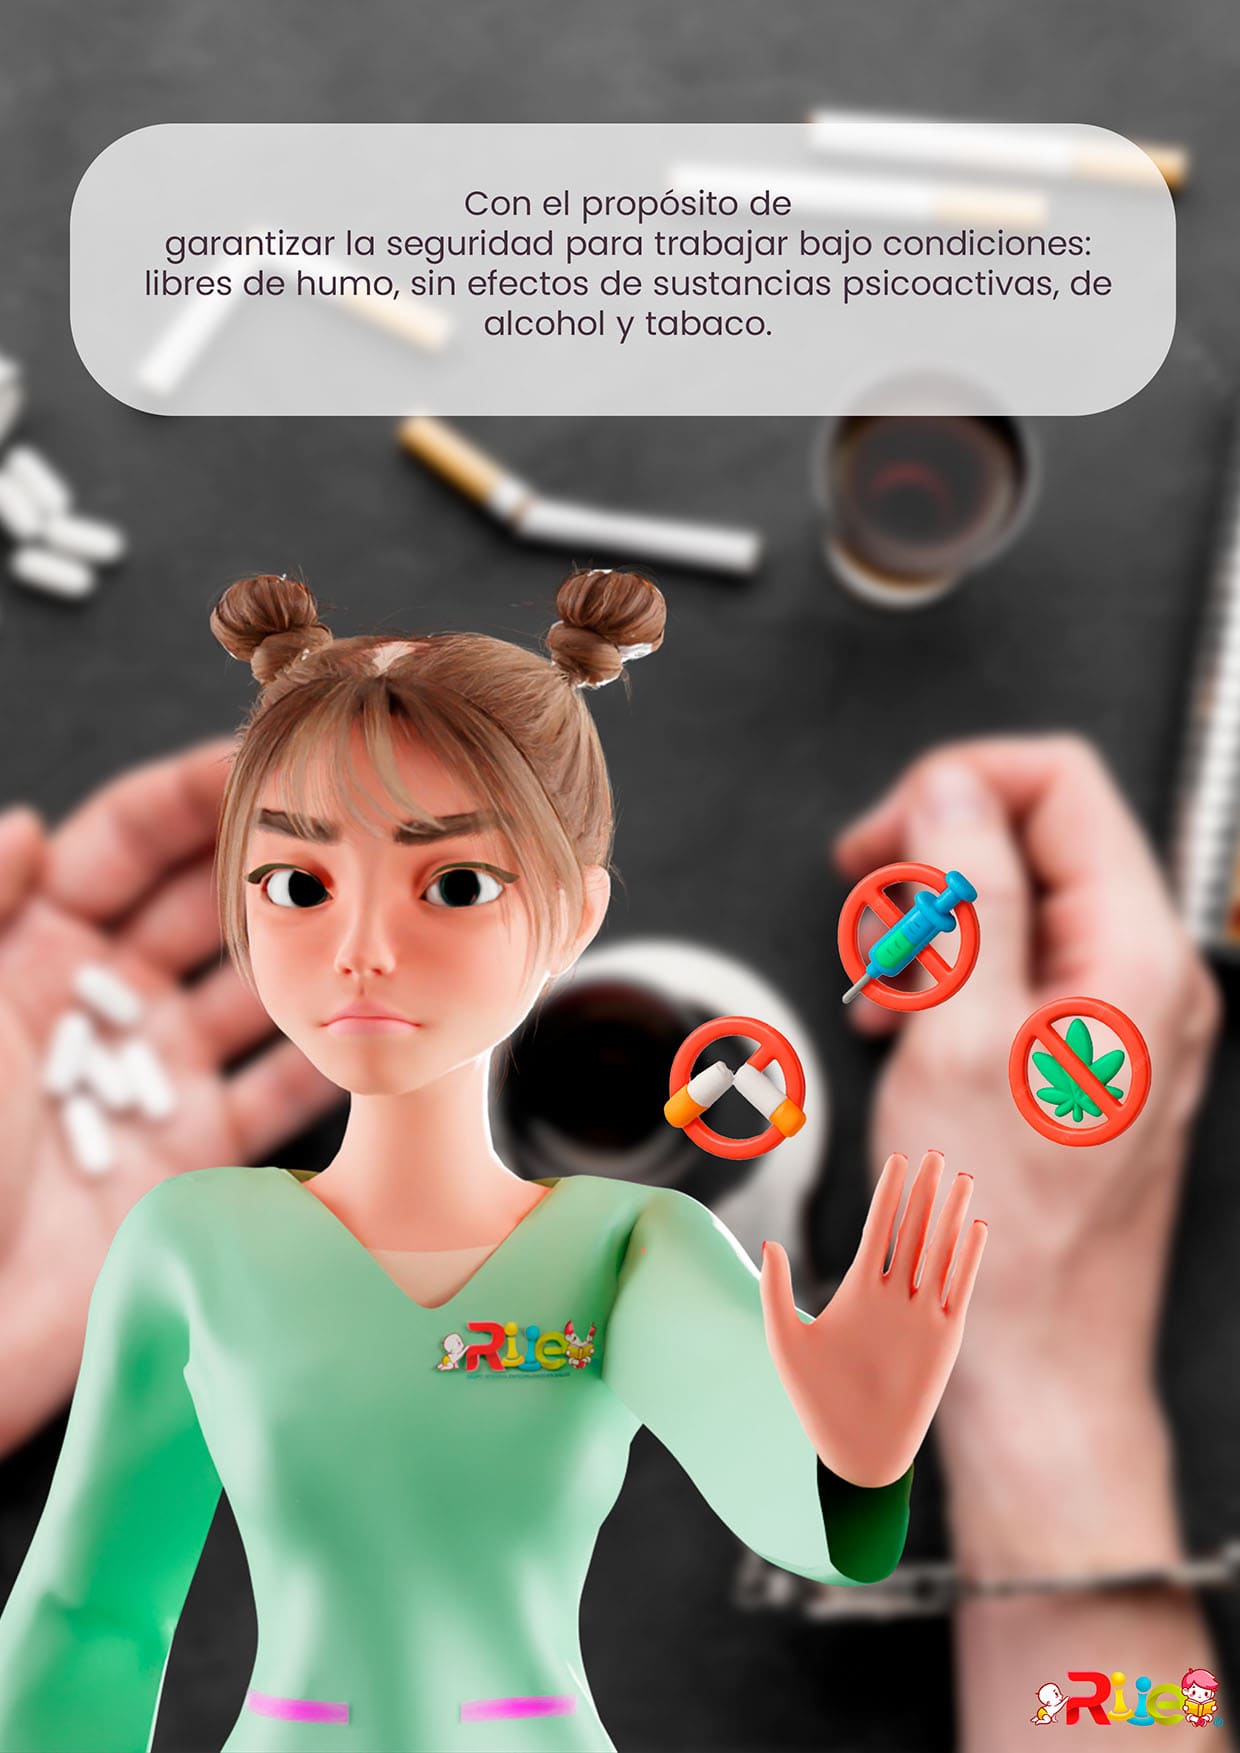 Con el propósito de
garantizar la seguridad para trabajar bajo condiciones:
libres de humo, sin efectos de sustancias psicoactivas, de
alcohol y tabaco.
Riie
Riie